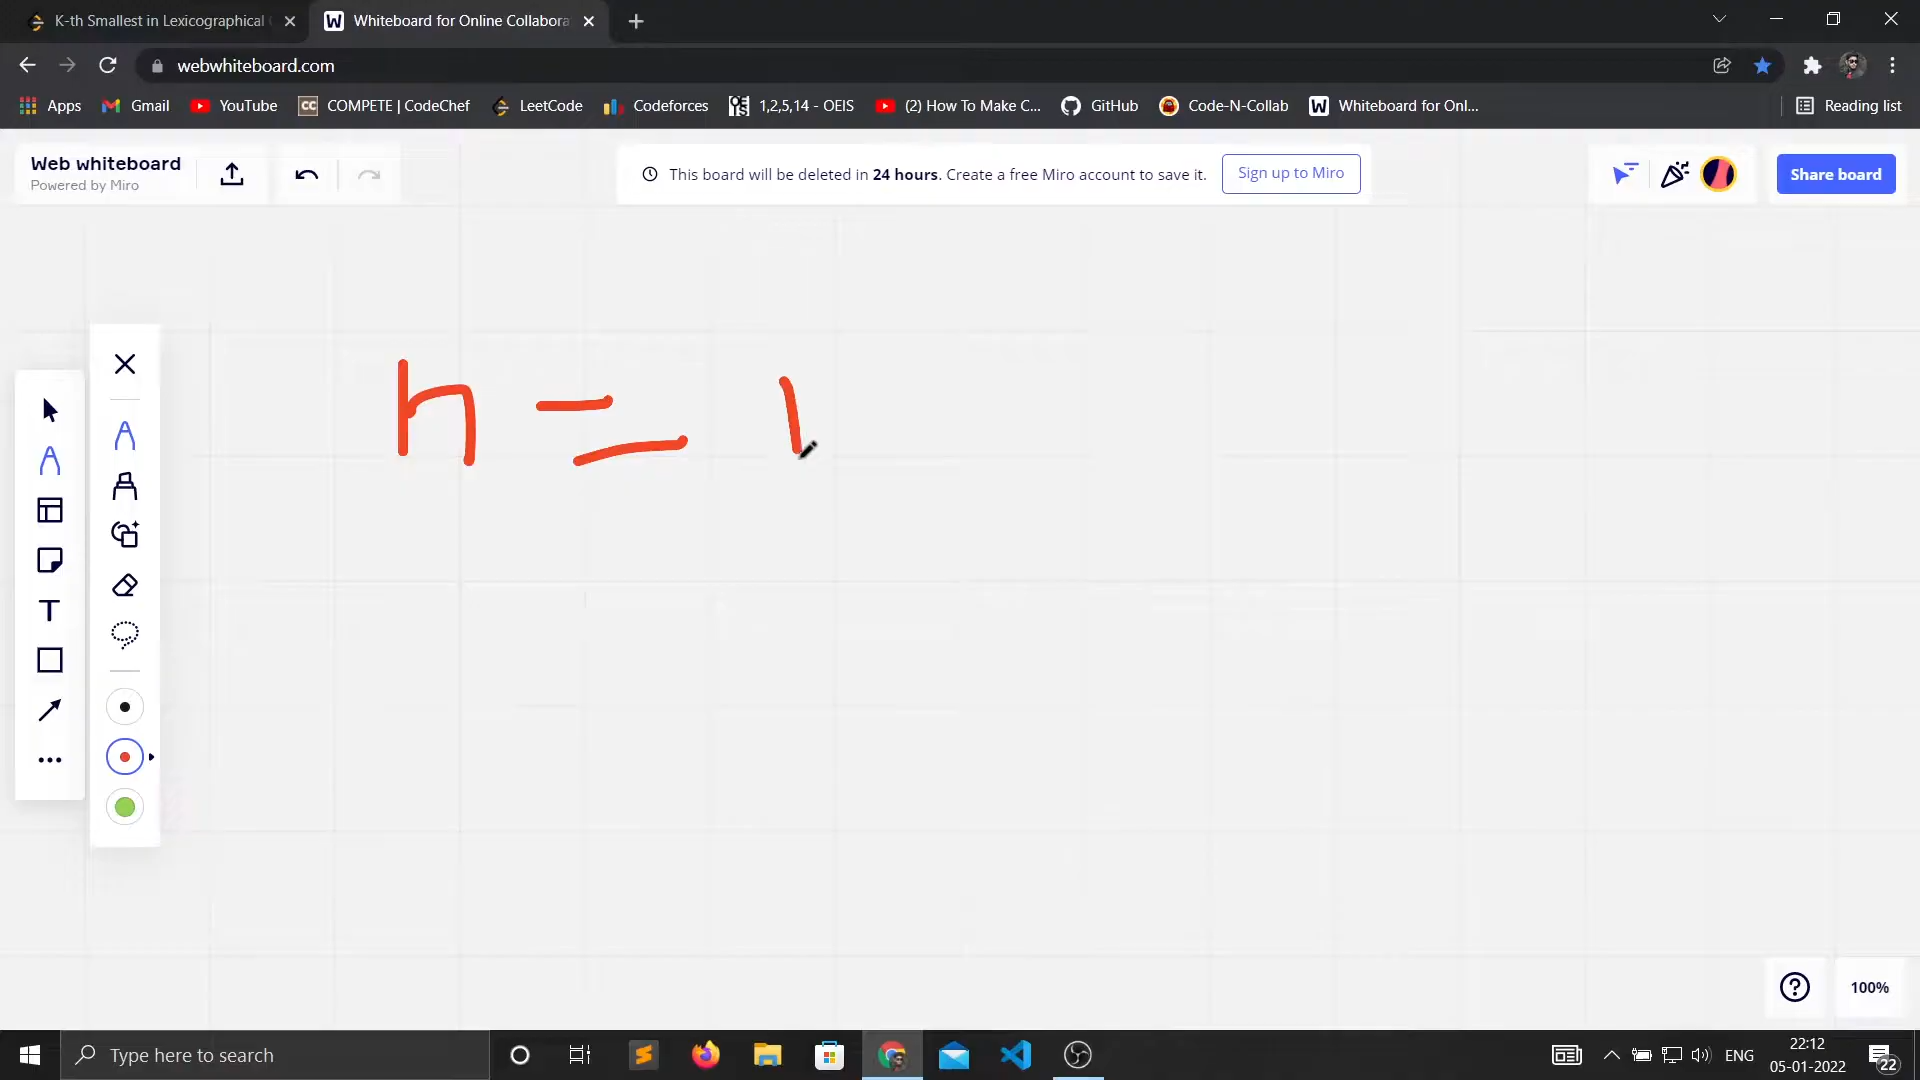 K-th Smallest in Lexicographical
Whiteboard for Online Collabora
webwhiteboard.com
Apps
Gmail
YouTube
CC
COMPETE | CodeChef
LeetCode
Codeforces
1,2,5,14 - OEIS
(2) How To Make C...
GitHub
Code-N-Collab
W
Whiteboard for Onl...
Reading list
Web whiteboard
Powered by Miro
This board will be deleted in 24 hours. Create a free Miro account to save it.
Sign up to Miro
Share board
n = 1
T
100%
Type here to search
ENG
22:12
05-01-2022
22